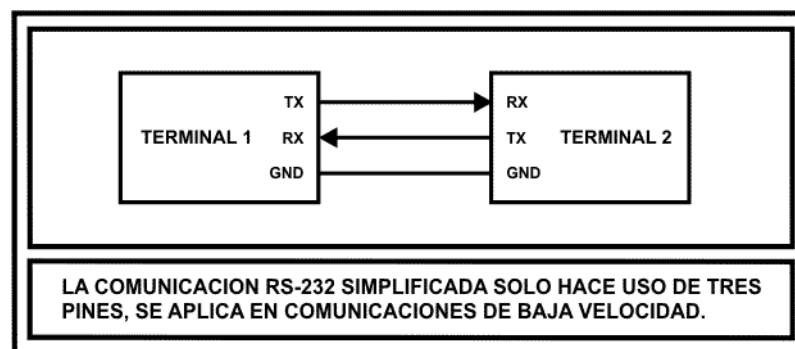 TX
RX
TERMINAL 1
RX
TX
TERMINAL 2
GND
GND
LA COMUNICACION RS-232 SIMPLIFICADA SOLO HACE USO DE TRES
PINES, SE APLICA EN COMUNICACIONES DE BAJA VELOCIDAD.